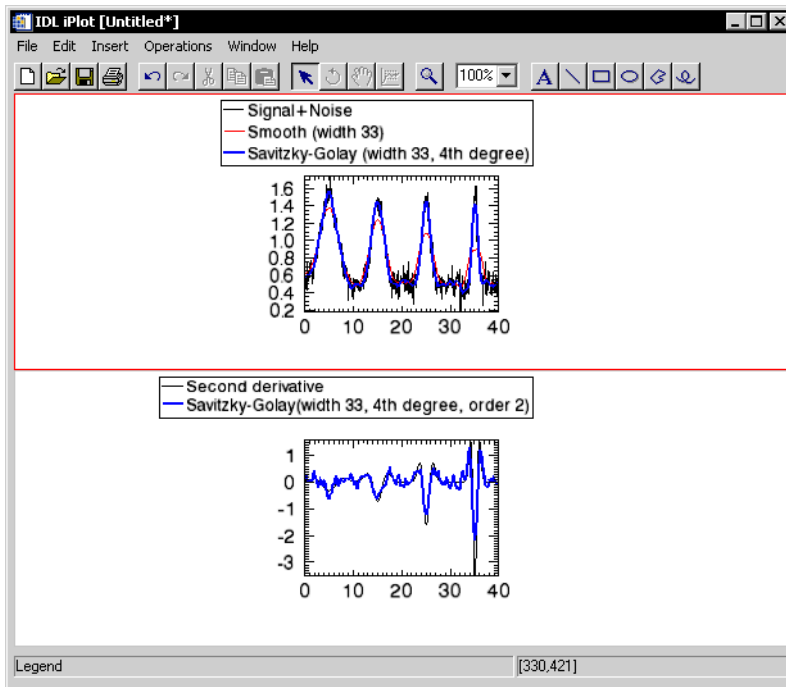 IDL iPlot [Untitled*]
File Edit Insert Operations Window Help
100% A
Signal+Noise
Smooth (width 33)
Savitzky-Golay (width 33, 4th degree)
1.6
1.4
1.2
1.0
0.8
0.6
0.4
0.2
0 10 20 30 40
Second derivative
Savitzky-Golay(width 33, 4th degree, order 2)
1
0
-1
-2
-3
0 10 20 30 40
Legend [330,421]